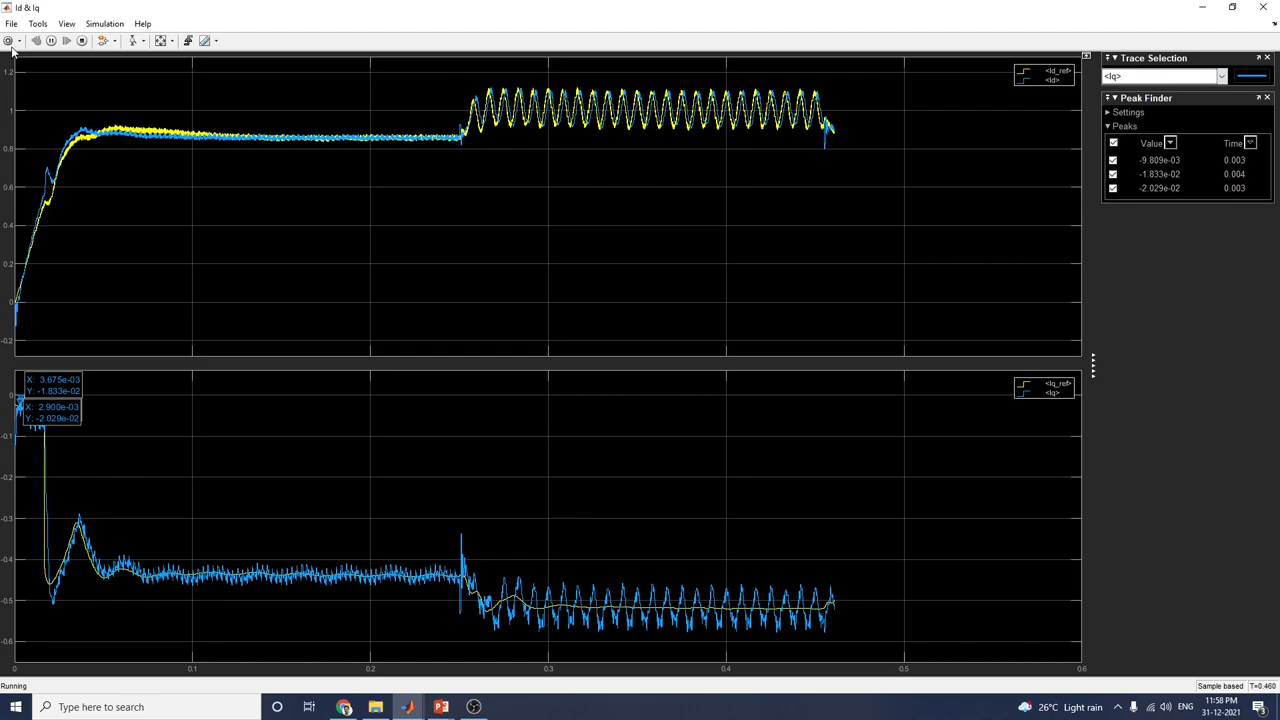 Id & Iq
File Tools View Simulation Help
1.2
1
0.8
0.6
0.4
0.2
0
-0.2
<Id_ref>
<Id>
X: 3.675e-03
Y: -1.833e-02
X: 2.900e-03
Y: -2.029e-02
0
-0.1
-0.2
-0.3
-0.4
-0.5
-0.6
<Iq_ref>
<Iq>
0 0.1 0.2 0.3 0.4 0.5 0.6
Trace Selection
<Iq>
Peak Finder
Settings
Peaks
Value Time
-9.809e-03 0.003
-1.833e-02 0.004
-2.029e-02 0.003
Running
Sample based T=0.460
Type here to search
26°C Light rain
ENG
11:58 PM
31-12-2021
3